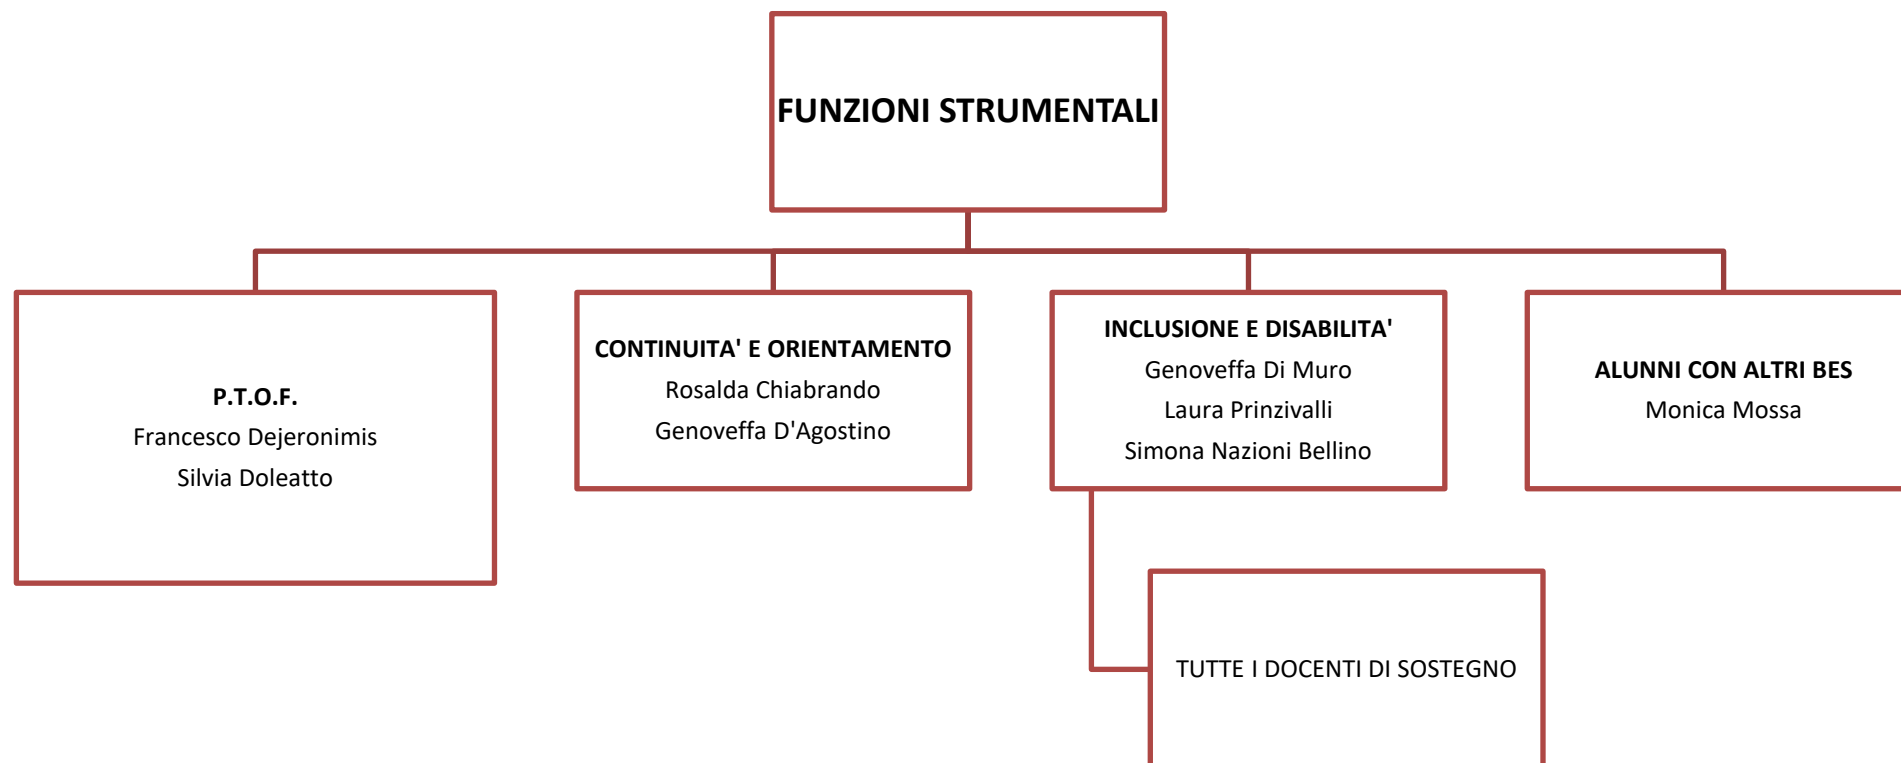 FUNZIONI STRUMENTALI
P.T.O.F.
Francesco Dejeronimis
Silvia Doleatto
CONTINUITA' E ORIENTAMENTO
Rosalda Chiabrando
Genoveffa D'Agostino
INCLUSIONE E DISABILITA'
Genoveffa Di Muro
Laura Prinzivalli
Simona Nazioni Bellino
ALUNNI CON ALTRI BES
Monica Mossa
TUTTE I DOCENTI DI SOSTEGNO